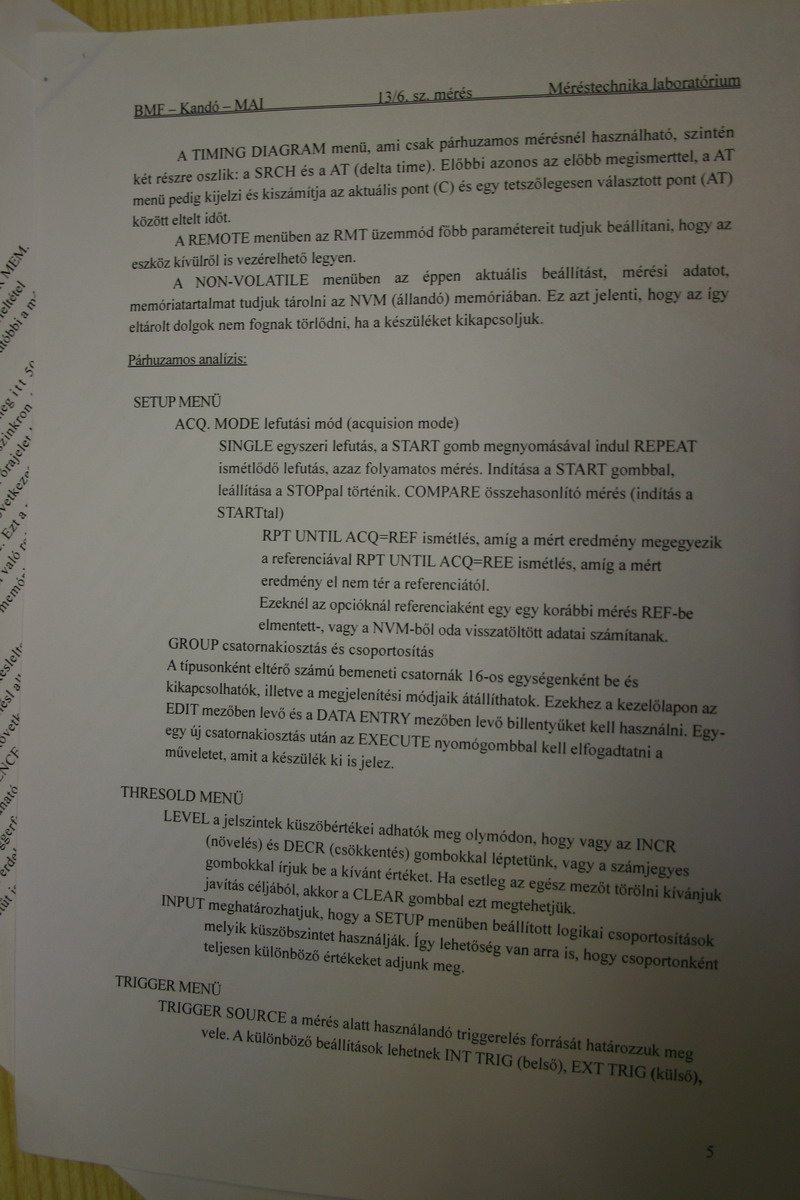 BMF – Kandó – MAI 13/6. sz. mérés Méréstechnika laboratórium
A TIMING DIAGRAM menü, ami csak párhuzamos mérésnél használható, szintén
két részre oszlik: a SRCH és a AT (delta time). Előbbi azonos az előbb megismerttel, a AT
menü pedig kijelzi és kiszámítja az aktuális pont (C) és egy tetszőlegesen választott pont (AT)
között eltelt időt.
A REMOTE menüben az RMT üzemmód főbb paramétereit tudjuk beállítani, hogy az
eszköz kívülről is vezérelhető legyen.
A NON-VOLATILE menüben az éppen aktuális beállítást, mérési adatot,
memóriatartalmat tudjuk tárolni az NVM (állandó) memóriában. Ez azt jelenti, hogy az így
eltárolt dolgok nem fognak törlődni, ha a készüléket kikapcsoljuk.
Párhuzamos analízis:
SETUP MENÜ
ACQ. MODE lefutási mód (acquision mode)
SINGLE egyszeri lefutás, a START gomb megnyomásával indul REPEAT
ismétlődő lefutás, azaz folyamatos mérés. Indítása a START gombbal,
leállítása a STOPpal történik. COMPARE összehasonlító mérés (indítás a
STARTtal)
RPT UNTIL ACQ=REF ismétlés, amíg a mért eredmény megegyezik
a referenciával RPT UNTIL ACQ=REE ismétlés, amíg a mért
eredmény el nem tér a referenciától.
Ezeknél az opcióknál referenciaként egy egy korábbi mérés REF-be
elmentett-, vagy a NVM-ből oda visszatöltött adatai számítanak.
GROUP csatornakiosztás és csoportosítás
A típusonként eltérő számú bemeneti csatornák 16-os egységenként be és
kikapcsolhatók, illetve a megjelenítési módjaik átállíthatok. Ezekhez a kezelőlapon az
EDIT mezőben levő és a DATA ENTRY mezőben levő billentyűket kell használni. Egy-
egy új csatornakiosztás után az EXECUTE nyomógombbal kell elfogadtatni a
műveletet, amit a készülék ki is jelez.
THRESOLD MENÜ
LEVEL a jelszintek küszöbértékei adhatók meg olymódon, hogy vagy az INCR
(növelés) és DECR (csökkentés) gombokkal léptetünk, vagy a számjegyes
gombokkal írjuk be a kívánt értéket. Ha esetleg az egész mezőt törölni kívánjuk
javítás céljából, akkor a CLEAR gombbal ezt megtehetjük.
INPUT meghatározhatjuk, hogy a SETUP menüben beállított logikai csoportosítások
melyik küszöbszintet használják. Így lehetőség van arra is, hogy csoportonként
teljesen különböző értékeket adjunk meg.
TRIGGER MENÜ
TRIGGER SOURCE a mérés alatt használandó triggerelés forrását határozzuk meg
vele. A különböző beállítások lehetnek INT TRIG (belső), EXT TRIG (külső),
5